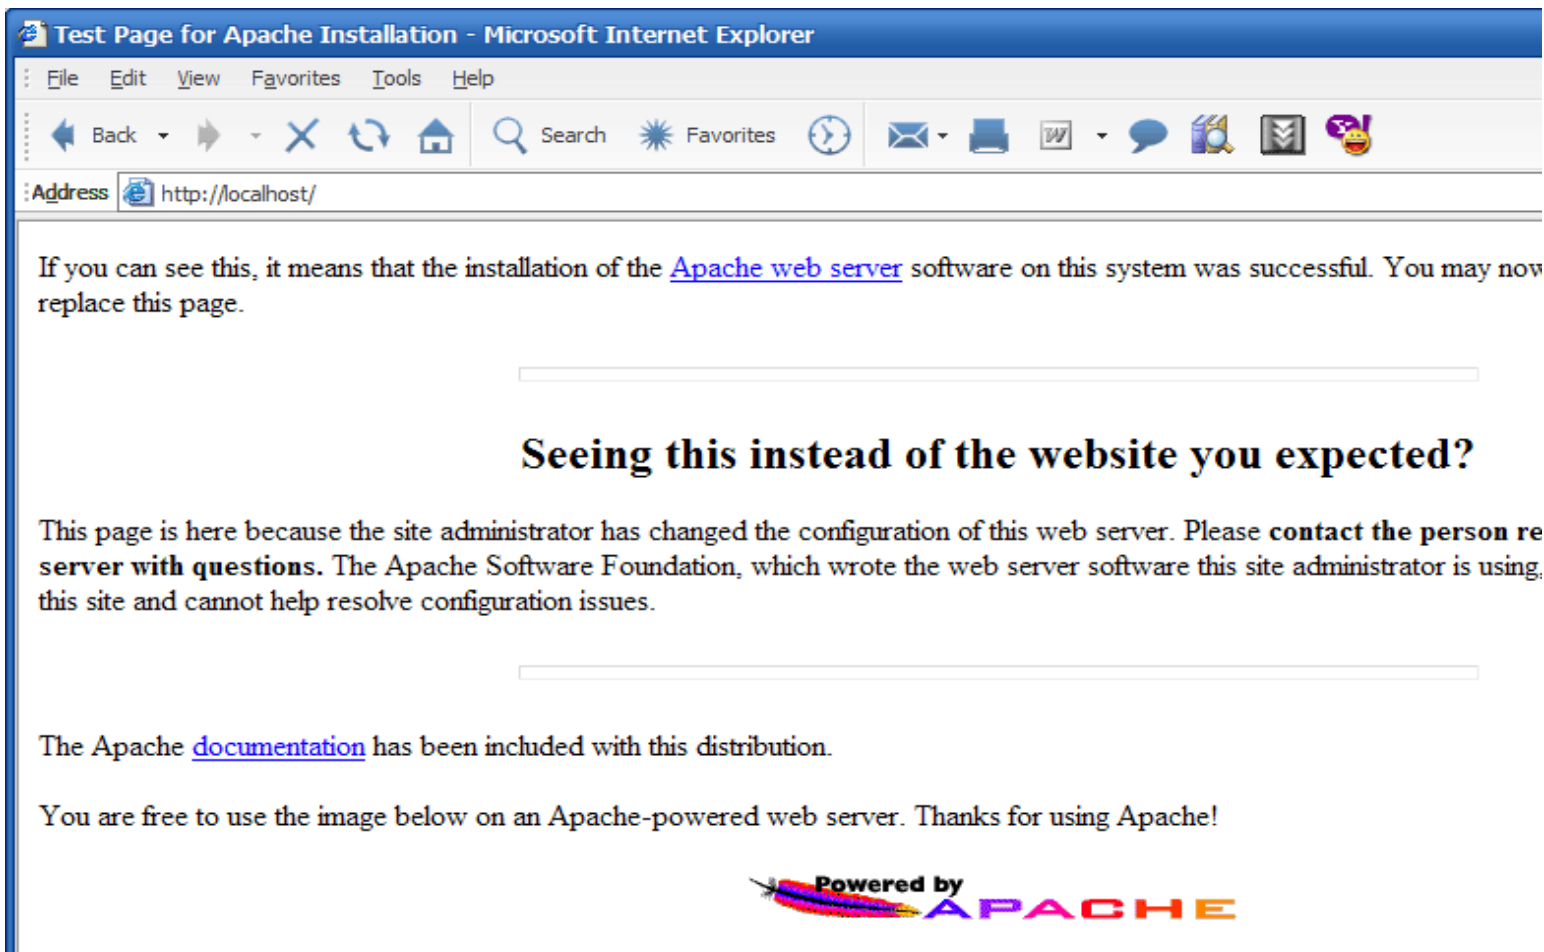 Test Page for Apache Installation - Microsoft Internet Explorer
File Edit View Favorites Tools Help
Back Search Favorites
Address http://localhost/
If you can see this, it means that the installation of the Apache web server software on this system was successful. You may now
replace this page.
Seeing this instead of the website you expected?
This page is here because the site administrator has changed the configuration of this web server. Please contact the person
server with questions. The Apache Software Foundation, which wrote the web server software this site administrator is using,
this site and cannot help resolve configuration issues.
The Apache documentation has been included with this distribution.
You are free to use the image below on an Apache-powered web server. Thanks for using Apache!
Powered by
APACHE